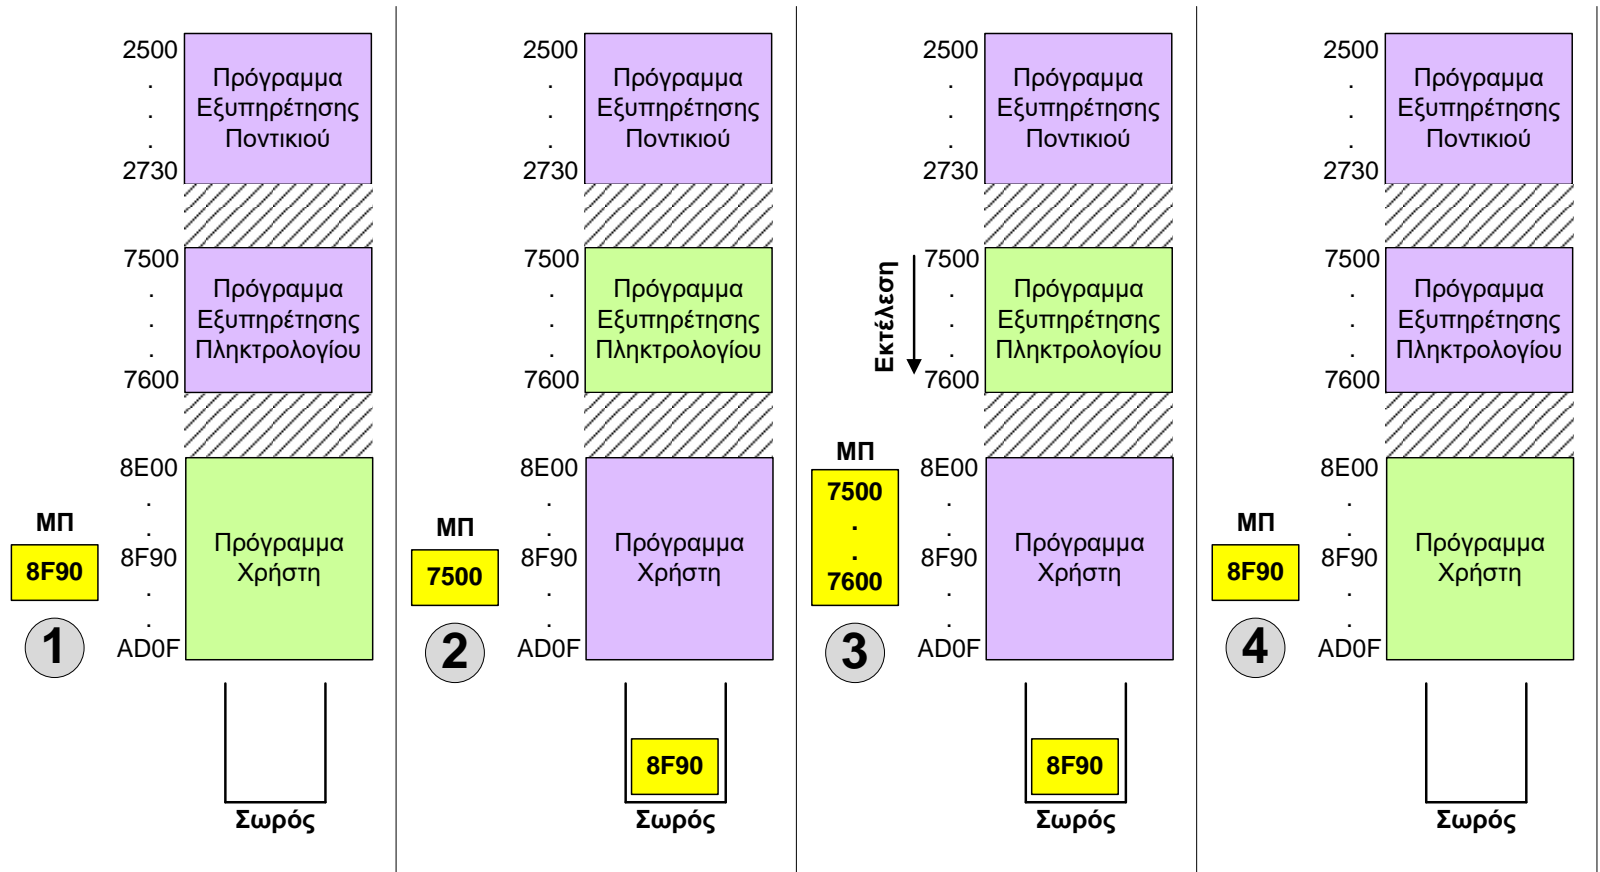 2500
.
.
.
2730
Πρόγραμμα
Εξυπηρέτησης
Ποντικιού
7500
.
.
.
7600
Πρόγραμμα
Εξυπηρέτησης
Πληκτρολογίου
8E00
.
8F90
.
.
AD0F
Πρόγραμμα
Χρήστη
ΜΠ
8F90
1
Σωρός
2500
.
.
.
2730
Πρόγραμμα
Εξυπηρέτησης
Ποντικιού
7500
.
.
.
7600
Πρόγραμμα
Εξυπηρέτησης
Πληκτρολογίου
8E00
.
8F90
.
.
AD0F
Πρόγραμμα
Χρήστη
ΜΠ
7500
2
8F90
Σωρός
2500
.
.
.
2730
Πρόγραμμα
Εξυπηρέτησης
Ποντικιού
Εκτέλεση
7500
.
.
.
7600
Πρόγραμμα
Εξυπηρέτησης
Πληκτρολογίου
8E00
.
8F90
.
.
AD0F
Πρόγραμμα
Χρήστη
ΜΠ
7500
.
.
7600
3
8F90
Σωρός
2500
.
.
.
2730
Πρόγραμμα
Εξυπηρέτησης
Ποντικιού
7500
.
.
.
7600
Πρόγραμμα
Εξυπηρέτησης
Πληκτρολογίου
8E00
.
8F90
.
.
AD0F
Πρόγραμμα
Χρήστη
ΜΠ
8F90
4
Σωρός